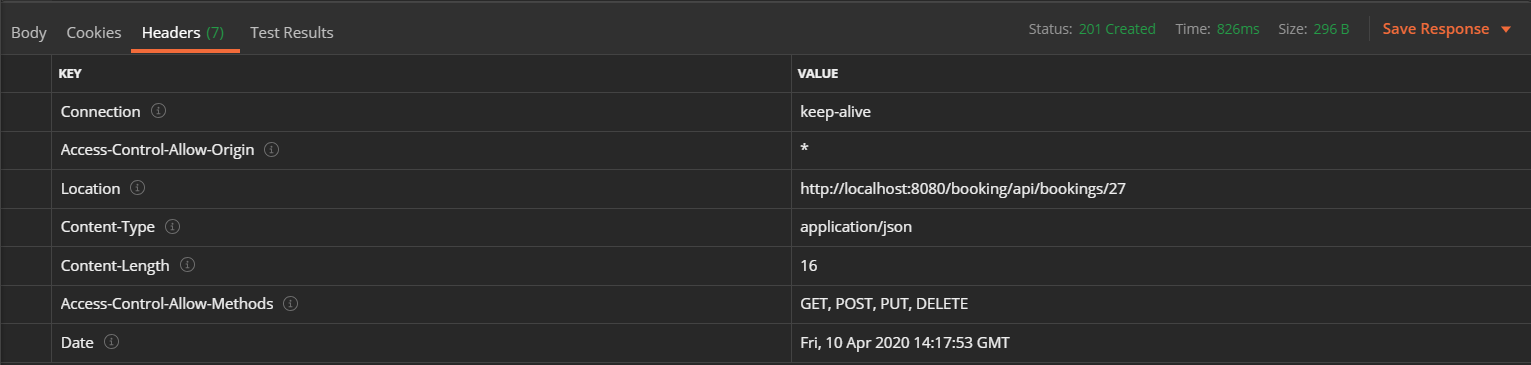 Body Cookies Headers (7) Test Results Status: 201 Created Time: 826ms Size: 296 B Save Response
KEY VALUE
Connection keep-alive
Access-Control-Allow-Origin *
Location http://localhost:8080/booking/api/bookings/27
Content-Type application/json
Content-Length 16
Access-Control-Allow-Methods GET, POST, PUT, DELETE
Date Fri, 10 Apr 2020 14:17:53 GMT